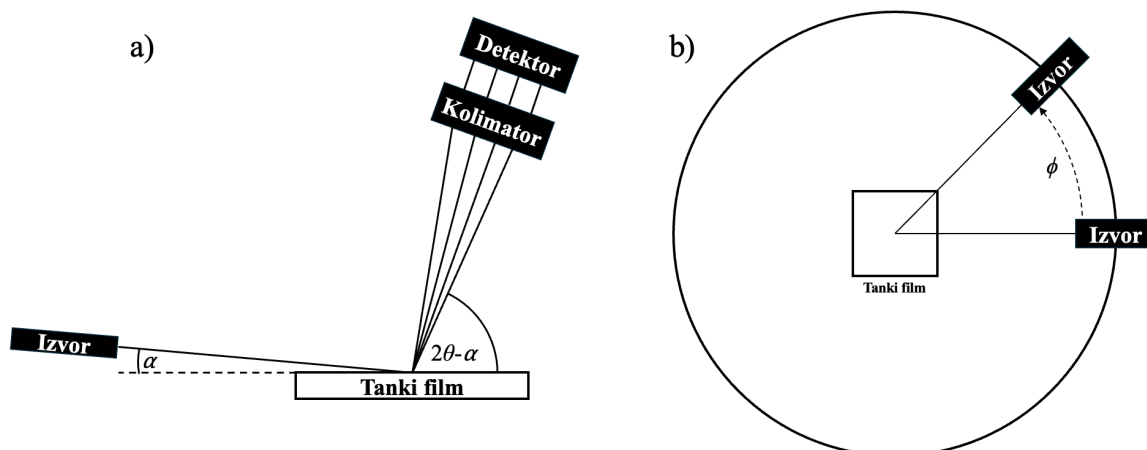 a)
Detektor
Kolimator
Izvor
α
2θ-α
Tanki film
b)
Izvor
ϕ
Izvor
Tanki film